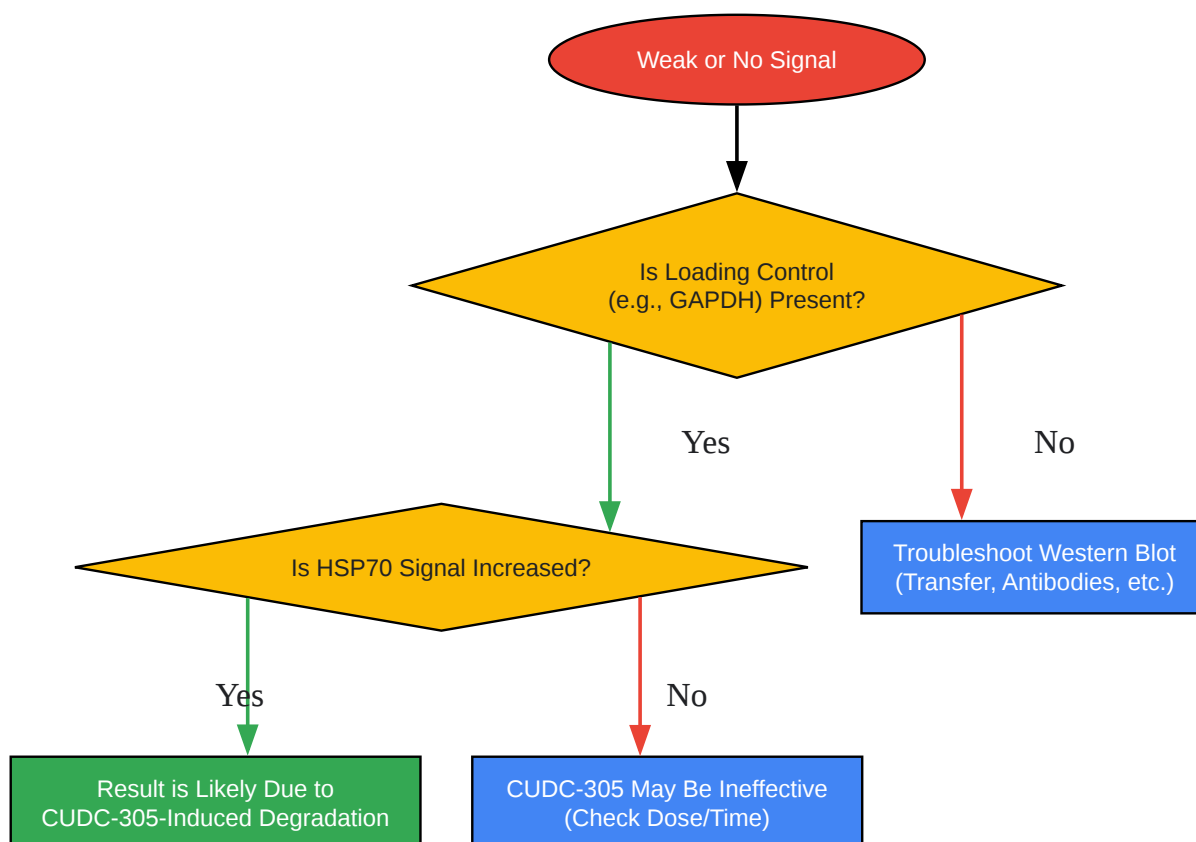 Weak or No Signal
Is Loading Control
(e.g., GAPDH) Present?
Yes
No
Is HSP70 Signal Increased?
Troubleshoot Western Blot
(Transfer, Antibodies, etc.)
Yes
No
Result is Likely Due to
CUDC-305-Induced Degradation
CUDC-305 May Be Ineffective
(Check Dose/Time)